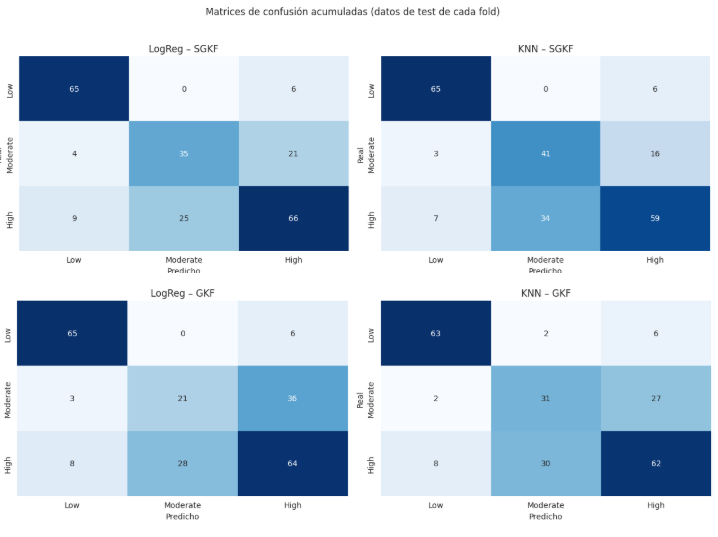 Matrices de confusión acumuladas (datos de test de cada fold)
LogReg – SGKF
KNN – SGKF
Low 65 0 6
Low 65 0 6
Moderate 4 35 21
Real
Moderate 3 41 16
High 9 25 66
High 7 34 59
Low Moderate High
Low Moderate High
Predicho
Predicho
LogReg – GKF
KNN – GKF
Low 65 0 6
Low 63 2 6
Moderate 3 21 36
Real
Moderate 2 31 27
High 8 28 64
High 8 30 62
Low Moderate High
Low Moderate High
Predicho
Predicho